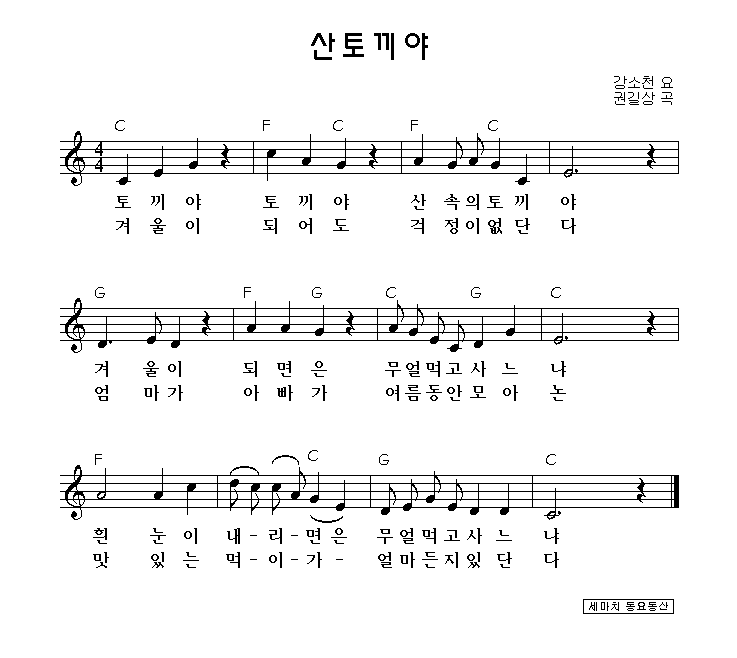 산토끼야
강소천 요
권길상 곡
C F C F C
4
4
토끼야 토끼야 산속의토끼야
겨울이 되어도 걱정이없단다
G F G C G C
겨울이 되면은 무얼먹고사느냐
엄마가 아빠가 여름동안모아논
F C G C
흰 눈이 내-리-면은 무얼먹고사느냐
맛있는 먹-이-가- 얼마든지있단다
세마치 동요동산